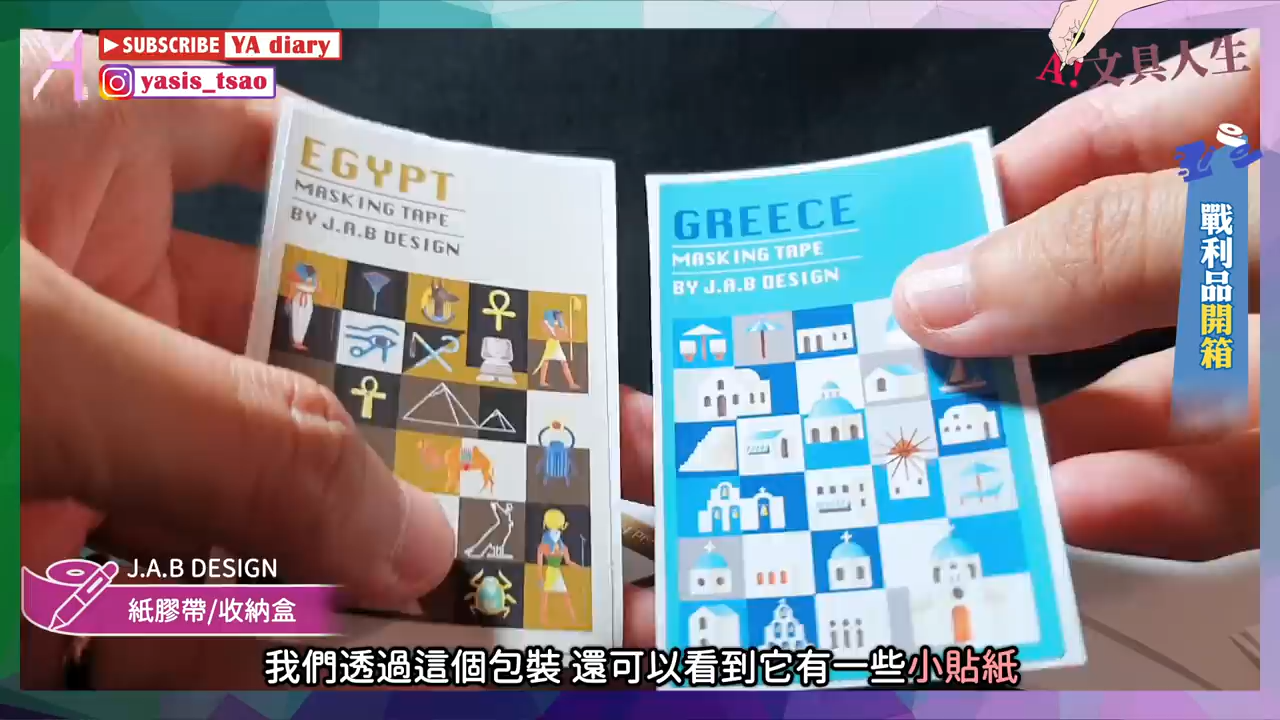 SUBSCRIBE YA diary
yasis_tsao
A!文具人生
戰利品開箱
EGYPT
MASKING TAPE
BY J.A.B DESIGN
GREECE
MASKING TAPE
BY J.A.B DESIGN
J.A.B DESIGN
紙膠帶/收納盒
我們透過這個包裝 還可以看到它有一些小貼紙